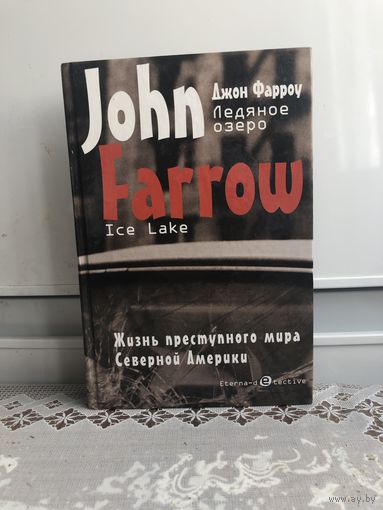 John
Джон Фарроу
Ледяное
озеро
Farrow
Ice Lake
Жизнь преступного мира
Северной Америки
Eterna-detective
www.ay.by